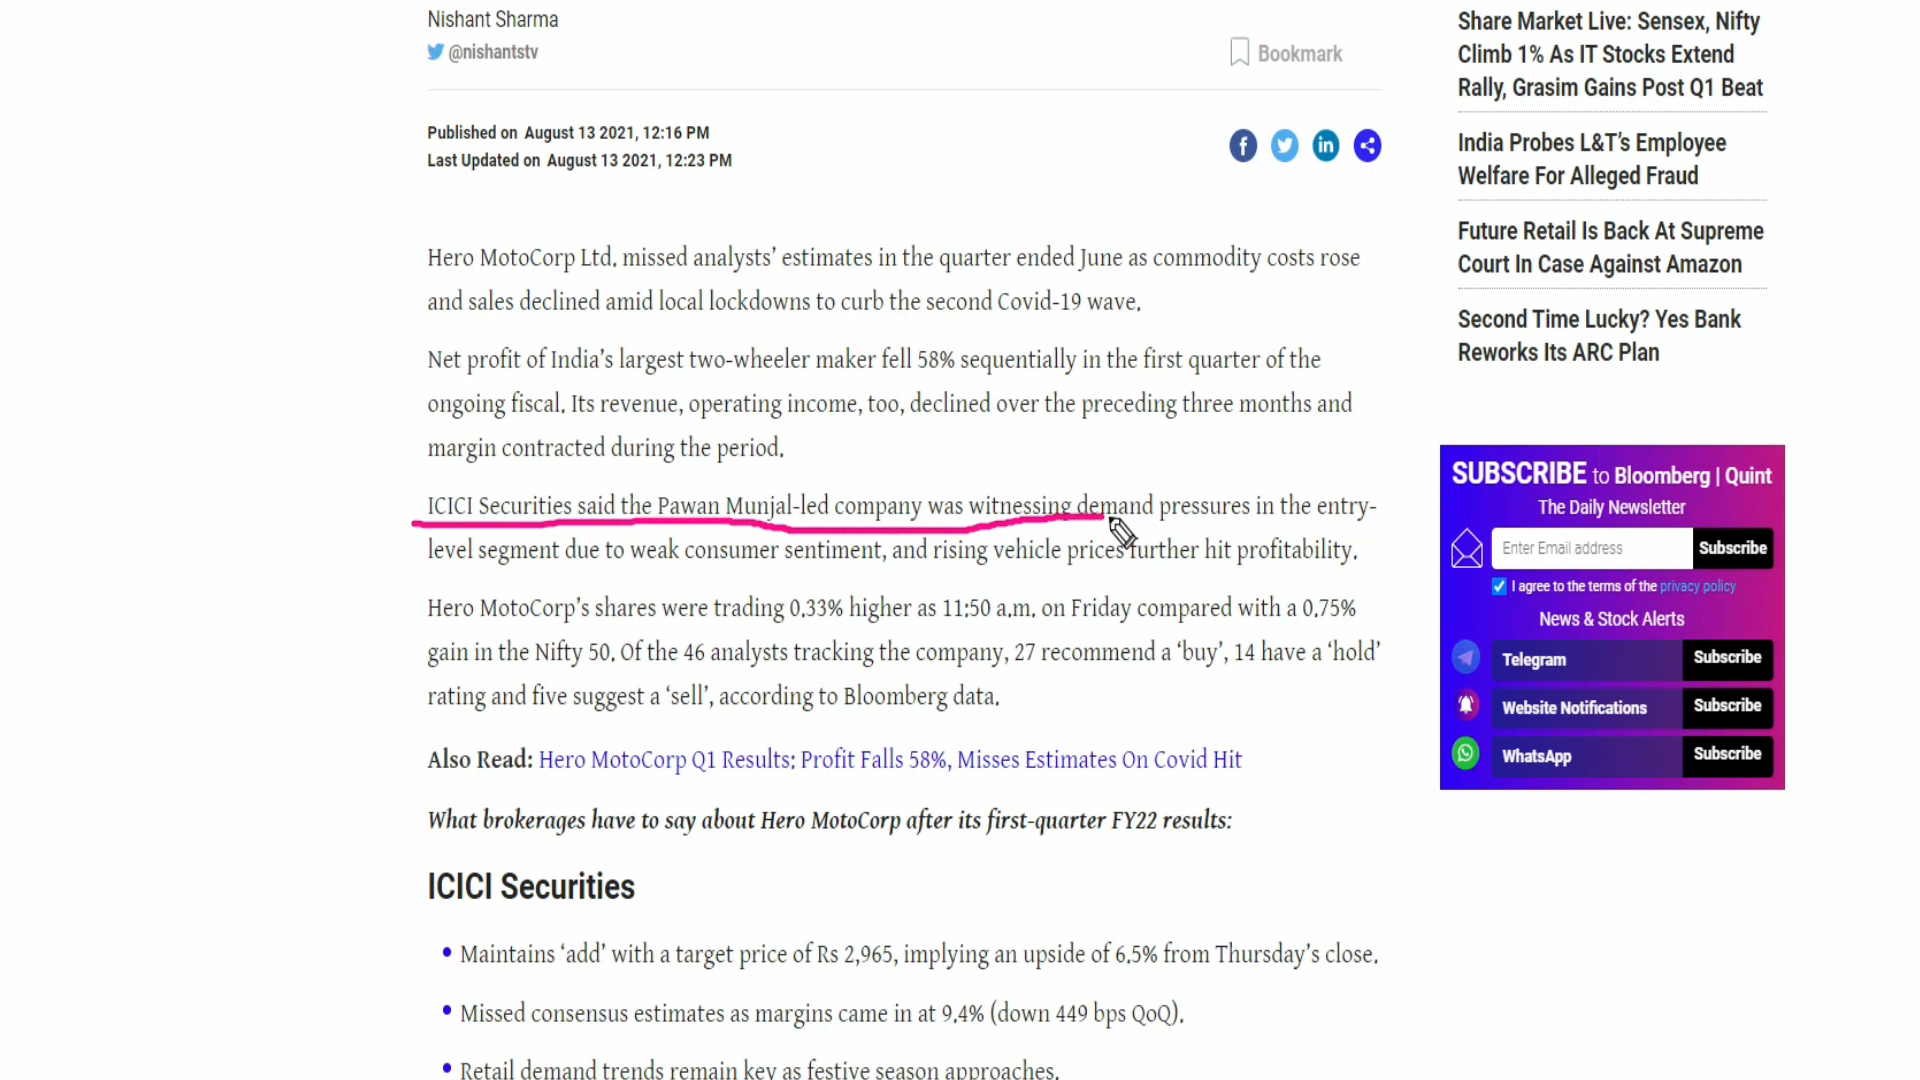 Nishant Sharma
@nishantstv
Bookmark
Published on August 13 2021, 12:16 PM
Last Updated on August 13 2021, 12:23 PM
Hero MotoCorp Ltd. missed analysts’ estimates in the quarter ended June as commodity costs rose
and sales declined amid local lockdowns to curb the second Covid-19 wave.
Net profit of India’s largest two-wheeler maker fell 58% sequentially in the first quarter of the
ongoing fiscal. Its revenue, operating income, too, declined over the preceding three months and
margin contracted during the period.
ICICI Securities said the Pawan Munjal-led company was witnessing demand pressures in the entry-
level segment due to weak consumer sentiment, and rising vehicle prices further hit profitability.
Hero MotoCorp’s shares were trading 0.33% higher as 11:50 a.m. on Friday compared with a 0.75%
gain in the Nifty 50. Of the 46 analysts tracking the company, 27 recommend a ‘buy’, 14 have a ‘hold’
rating and five suggest a ‘sell’, according to Bloomberg data.
Also Read: Hero MotoCorp Q1 Results: Profit Falls 58%, Misses Estimates On Covid Hit
What brokerages have to say about Hero MotoCorp after its first-quarter FY22 results:
ICICI Securities
• Maintains ‘add’ with a target price of Rs 2,965, implying an upside of 6.5% from Thursday’s close.
• Missed consensus estimates as margins came in at 9.4% (down 449 bps QoQ).
• Retail demand trends remain key as festive season approaches.
Share Market Live: Sensex, Nifty
Climb 1% As IT Stocks Extend
Rally, Grasim Gains Post Q1 Beat
India Probes L&T’s Employee
Welfare For Alleged Fraud
Future Retail Is Back At Supreme
Court In Case Against Amazon
Second Time Lucky? Yes Bank
Reworks Its ARC Plan
SUBSCRIBE to Bloomberg | Quint
The Daily Newsletter
Enter Email address Subscribe
I agree to the terms of the privacy policy
News & Stock Alerts
Telegram Subscribe
Website Notifications Subscribe
WhatsApp Subscribe